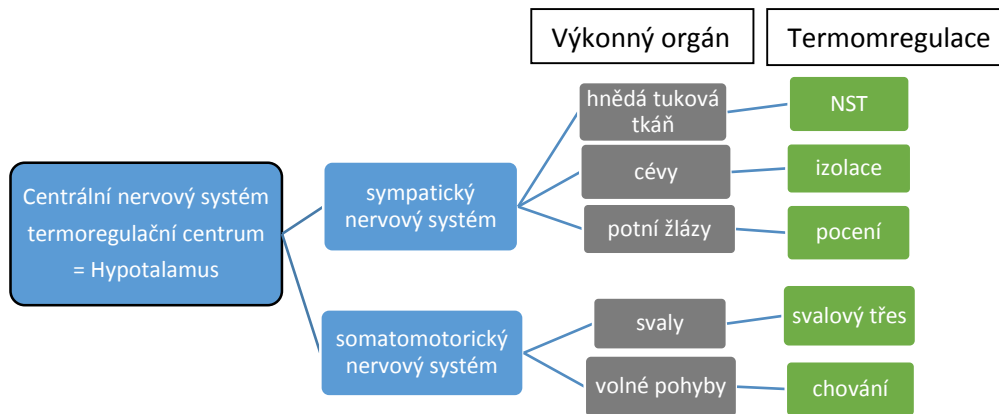 Výkonný orgán
Termomregulace
hnědá tuková
tkáň
NST
cévy
izolace
potní žlázy
pocení
Centrální nervový systém
termoregulační centrum
= Hypotalamus
sympatický
nervový systém
somatomotorický
nervový systém
svaly
svalový třes
volné pohyby
chování